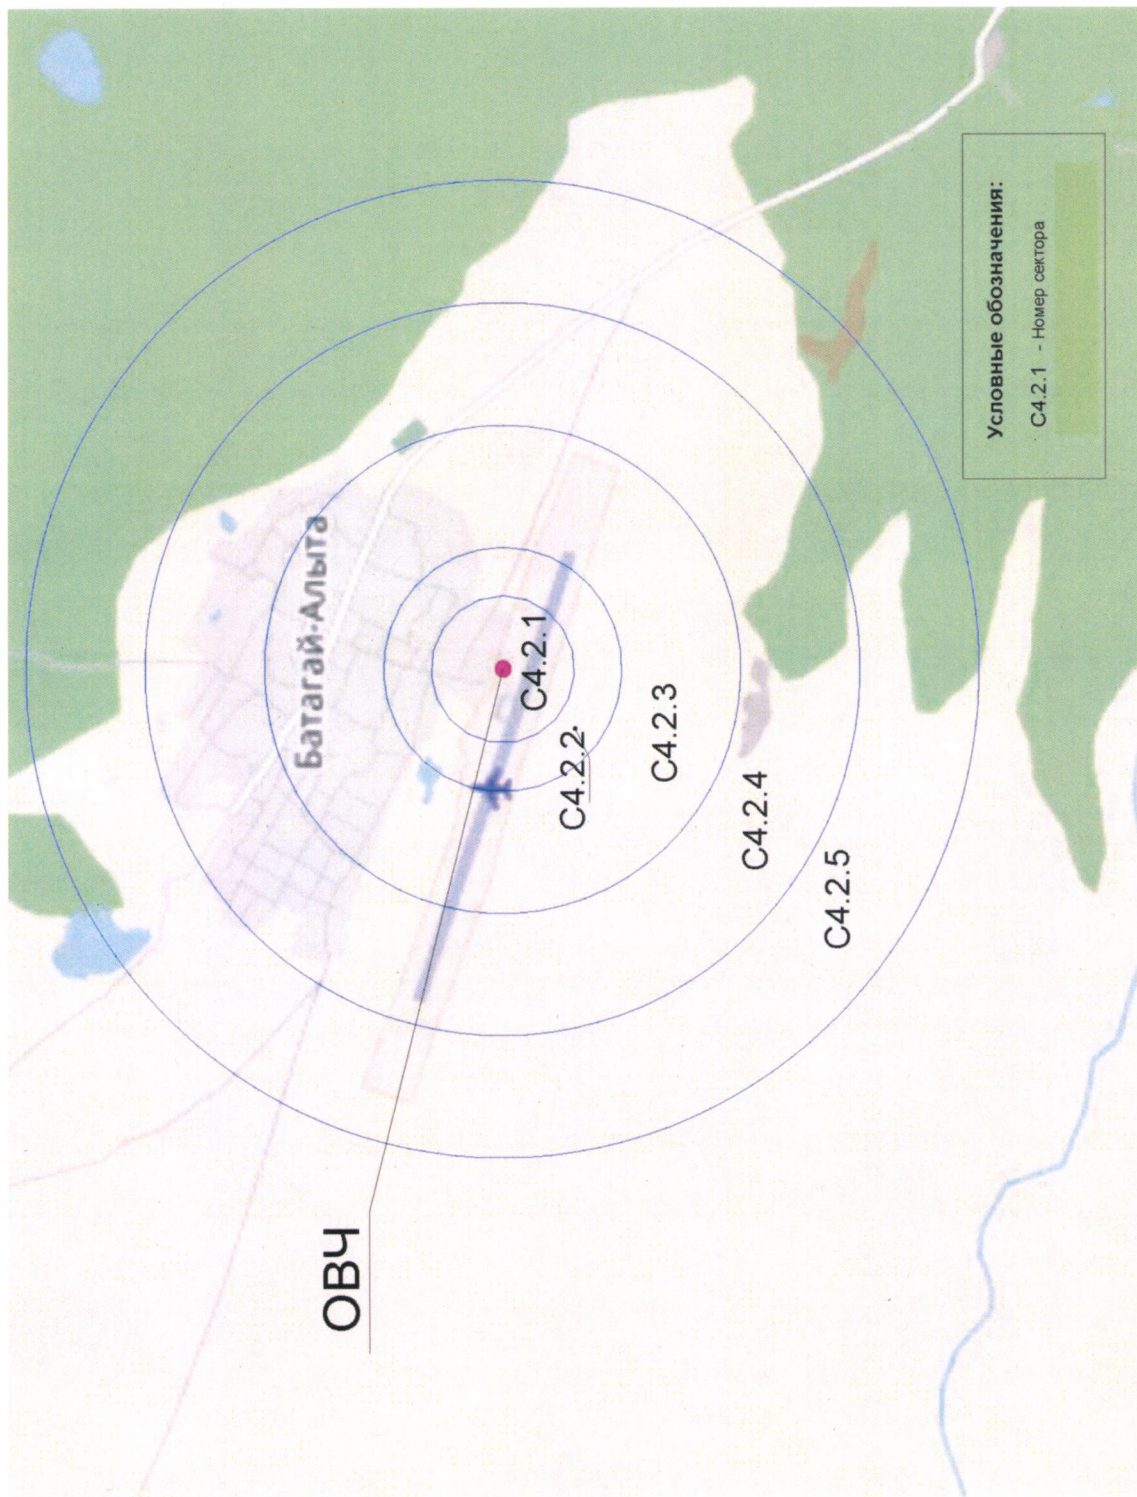 Батагай-Алыта
ОВЧ
С4.2.1
С4.2.2
С4.2.3
С4.2.4
С4.2.5
Условные обозначения:
С4.2.1 - Номер сектора